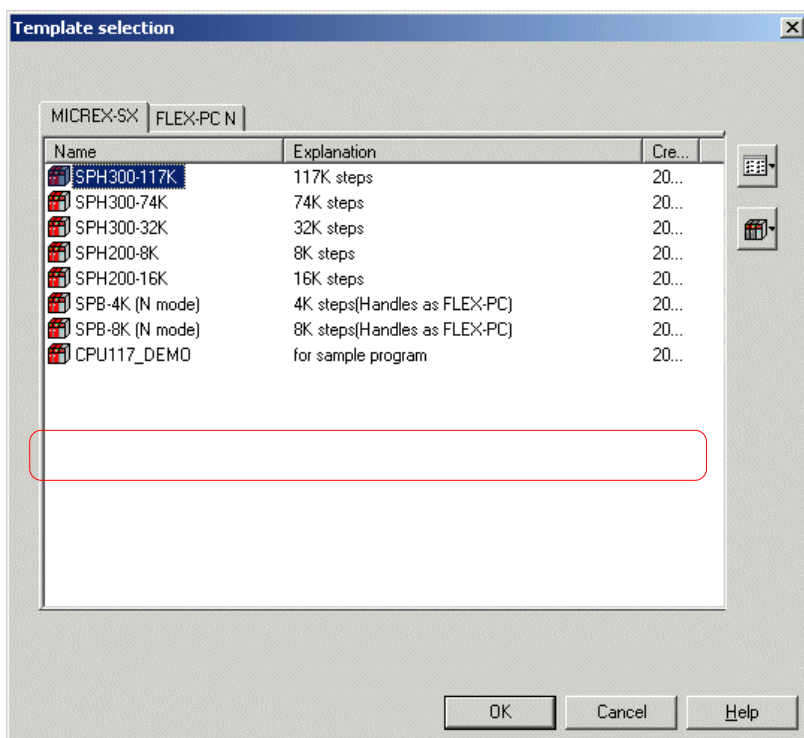 Template selection
MICREX-SX FLEX-PC N
Name Explanation Cre...
SPH300-117K 117K steps 20...
SPH300-74K 74K steps 20...
SPH300-32K 32K steps 20...
SPH200-8K 8K steps 20...
SPH200-16K 16K steps 20...
SPB-4K (N mode) 4K steps(Handles as FLEX-PC) 20...
SPB-8K (N mode) 8K steps(Handles as FLEX-PC) 20...
CPU117_DEMO for sample program 20...
OK Cancel Help